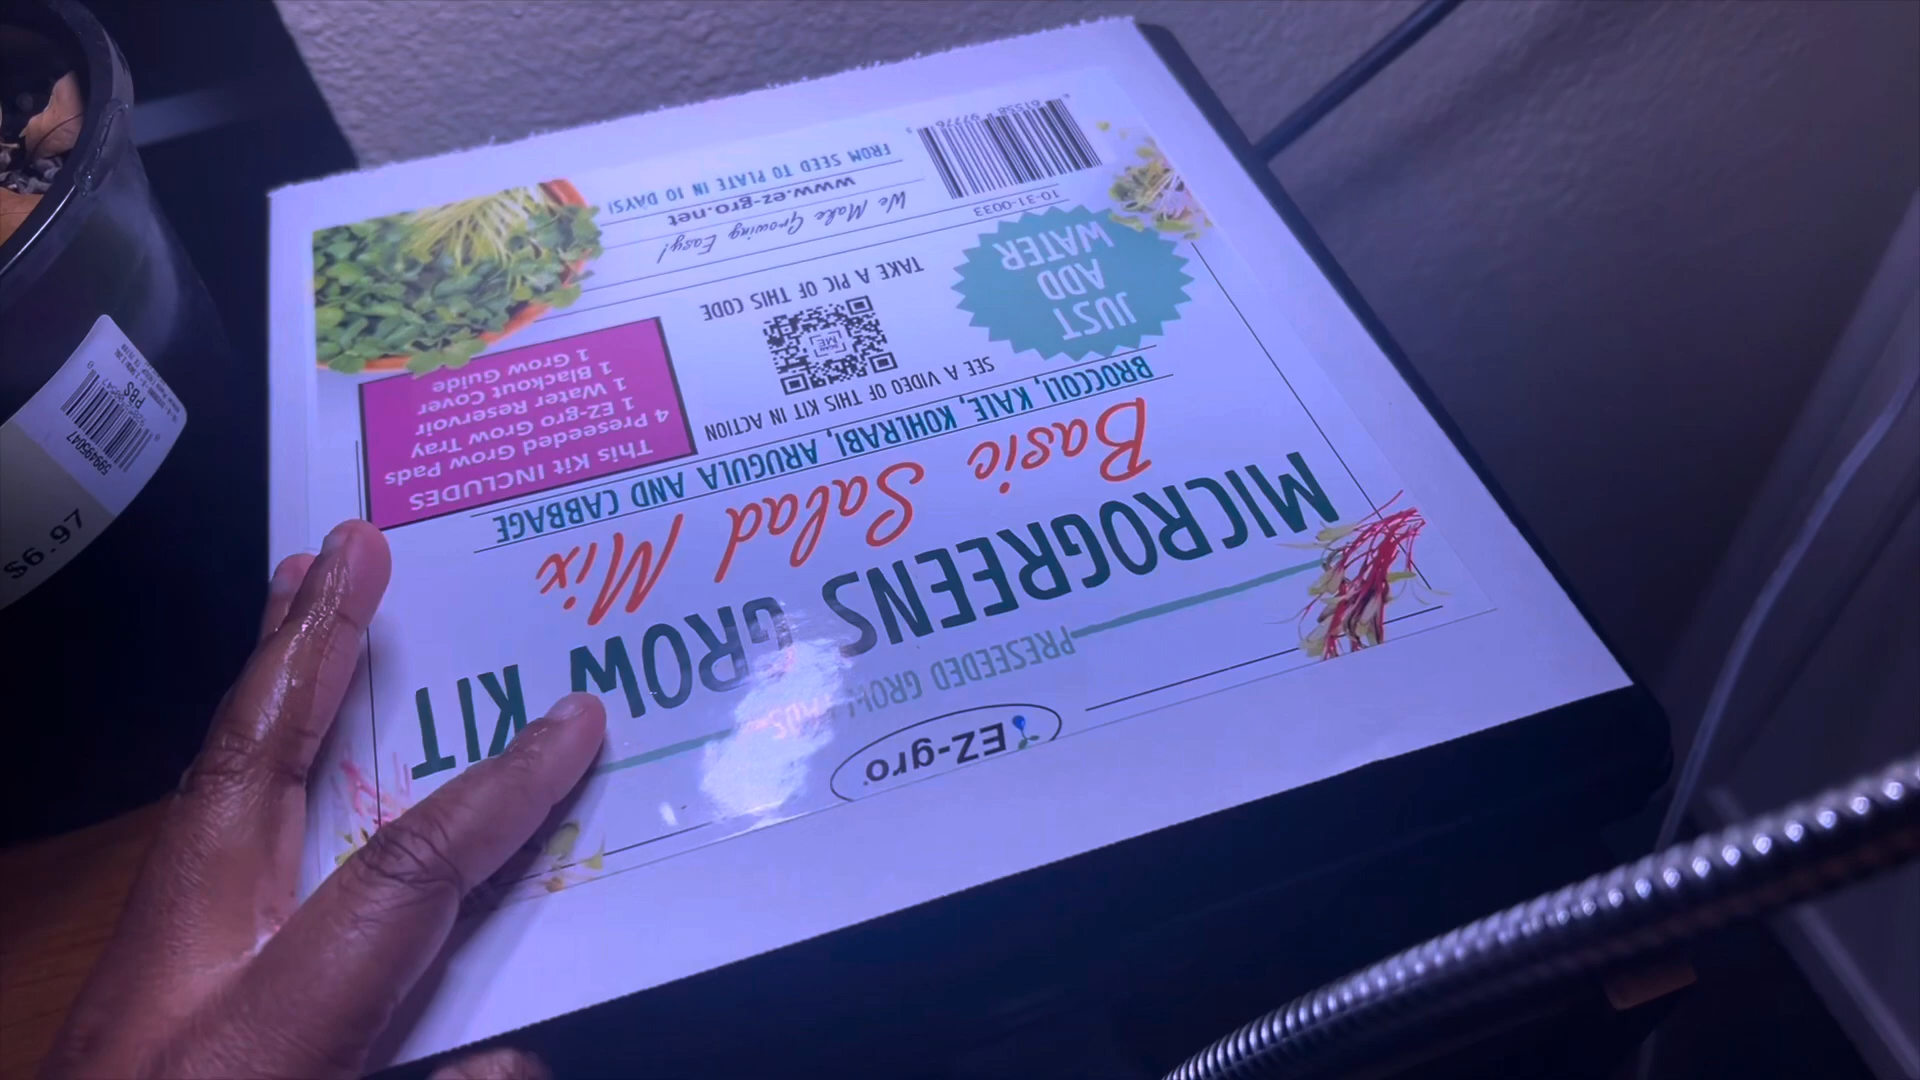 EZ-gro
PRESEEDED GROW PADS
MICROGREENS GROW KIT
Basic Salad Mix
BROCCOLI, KALE, KOHLRABI, ARUGULA AND CABBAGE
JUST
ADD
WATER
SEE A VIDEO OF THIS KIT IN ACTION
TAKE A PIC OF THIS CODE
This Kit INCLUDES
4 Preseeded Grow Pads
1 EZ-gro Grow Tray
1 Water Reservoir
1 Blackout Cover
1 Grow
Guide
10-31-0033
We Make Growing Easy!
www.ez-gro.net
FROM SEED TO PLATE IN 10 DAYS!
PBS
$6.97